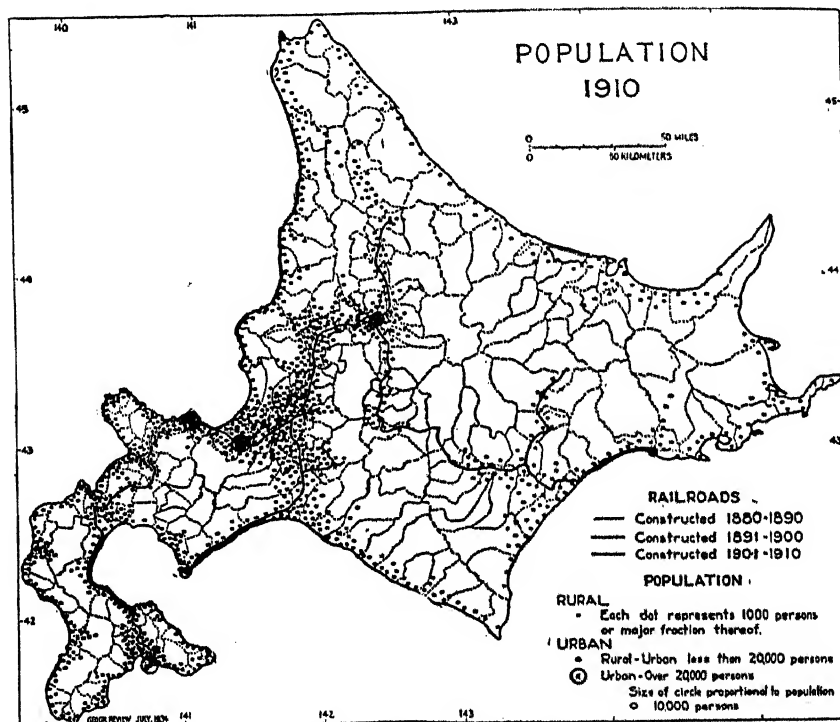 140 141 143
POPULATION
1910
45 45
0 50 MILES
0 50 KILOMETERS
44 44
43 43
RAILROADS
Constructed 1880-1890
Constructed 1891-1900
Constructed 1901-1910
POPULATION
RURAL
Each dot represents 1000 persons
or major fraction thereof.
42
URBAN
Rural-Urban less than 20,000 persons
Urban-Over 20,000 persons
Size of circle proportional to population
10,000 persons
GEOGR. REVIEW, JULY, 1934 141 142 143